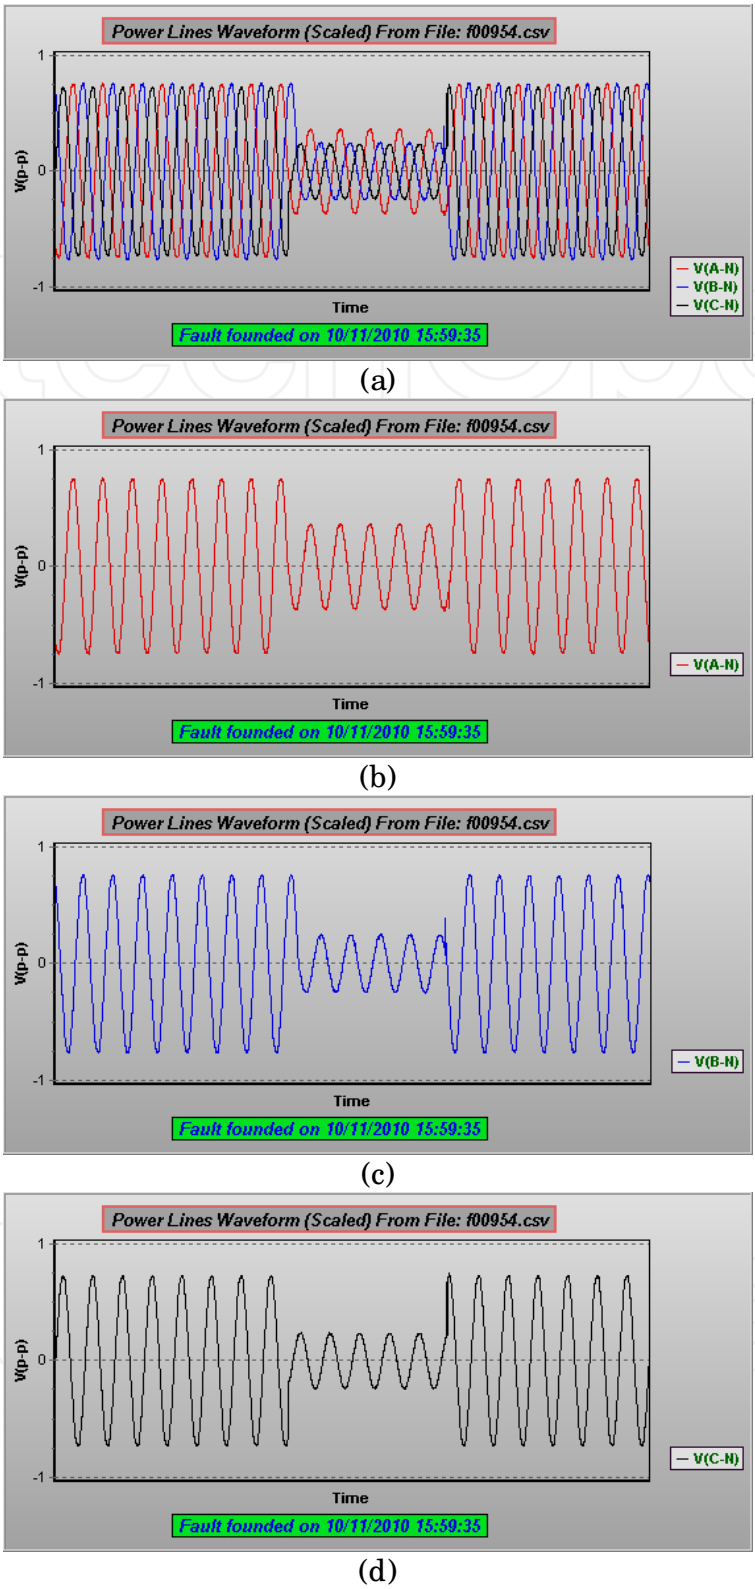 Power Lines Waveform (Scaled) From File: f00954.csv
1
0
-1
V(p-p)
Time
V(A-N)
V(B-N)
V(C-N)
Fault founded on 10/11/2010 15:59:35
(a)
Power Lines Waveform (Scaled) From File: f00954.csv
1
0
-1
V(p-p)
Time
V(A-N)
Fault founded on 10/11/2010 15:59:35
(b)
Power Lines Waveform (Scaled) From File: f00954.csv
1
0
-1
V(p-p)
Time
V(B-N)
Fault founded on 10/11/2010 15:59:35
(c)
Power Lines Waveform (Scaled) From File: f00954.csv
1
0
-1
V(p-p)
Time
V(C-N)
Fault founded on 10/11/2010 15:59:35
(d)